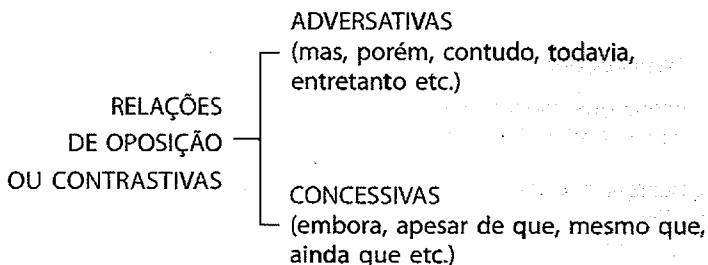 ADVERSATIVAS
(mas, porém, contudo, todavia,
entretanto etc.)
RELAÇÕES
DE OPOSIÇÃO
OU CONTRASTIVAS
CONCESSIVAS
(embora, apesar de que, mesmo que,
ainda que etc.)